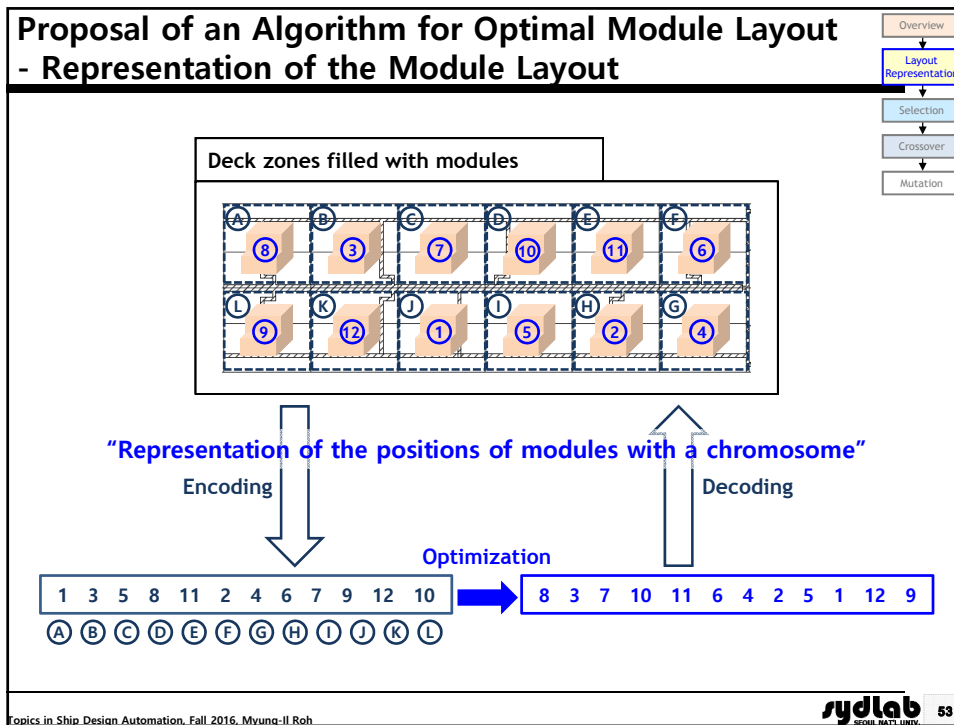 Proposal of an Algorithm for Optimal Module Layout
- Representation of the Module Layout
Overview
Layout
Representation
Selection
Crossover
Mutation
Deck zones filled with modules
A B C D E F
8 3 7 10 11 6
L K J I H G
9 12 1 5 2 4
“Representation of the positions of modules with a chromosome”
Encoding Decoding
Optimization
1 3 5 8 11 2 4 6 7 9 12 10 8 3 7 10 11 6 4 2 5 1 12 9
A B C D E F G H I J K L
Topics in Ship Design Automation, Fall 2016, Myung-Il Roh
sydlab 53
SEOUL NAT'L UNIV.